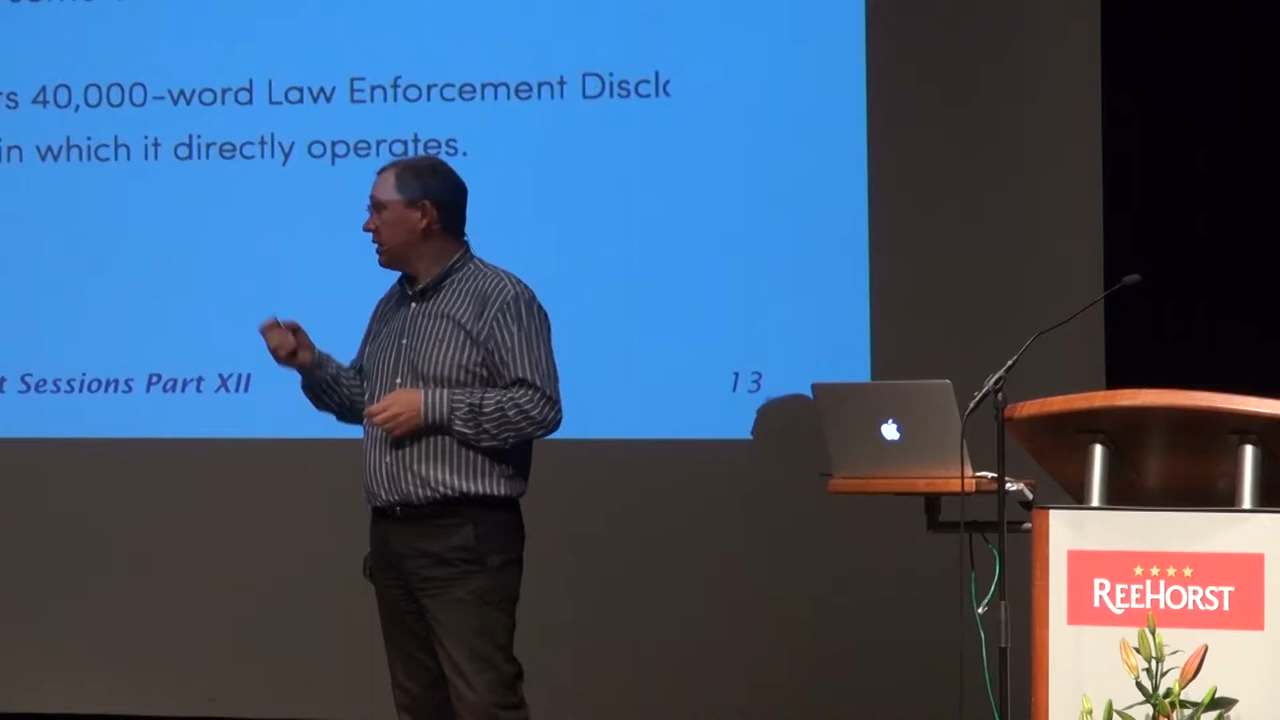 rs 40,000-word Law Enforcement Discl
in which it directly operates.
t Sessions Part XII
13
REEHORST